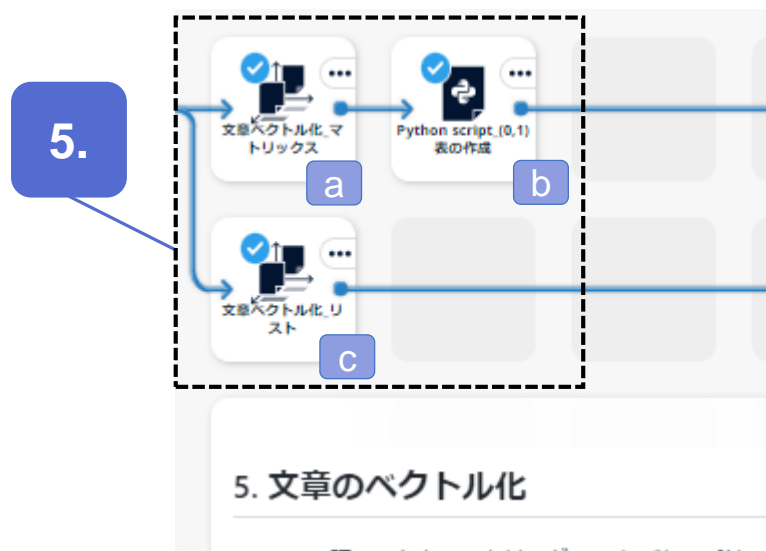 5.
文章ベクトル化_マ
トリックス
a
Python script_(0,1)
表の作成
b
文章ベクトル化_リ
スト
c
5. 文章のベクトル化